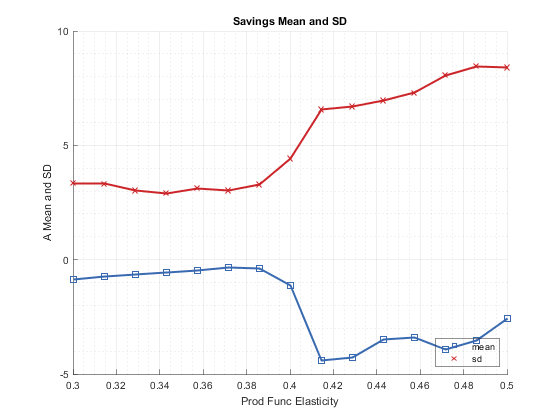 Savings Mean and SD
10
5
0
-5
A Mean and SD
mean
sd
0.3 0.32 0.34 0.36 0.38 0.4 0.42 0.44 0.46 0.48 0.5
Prod Func Elasticity